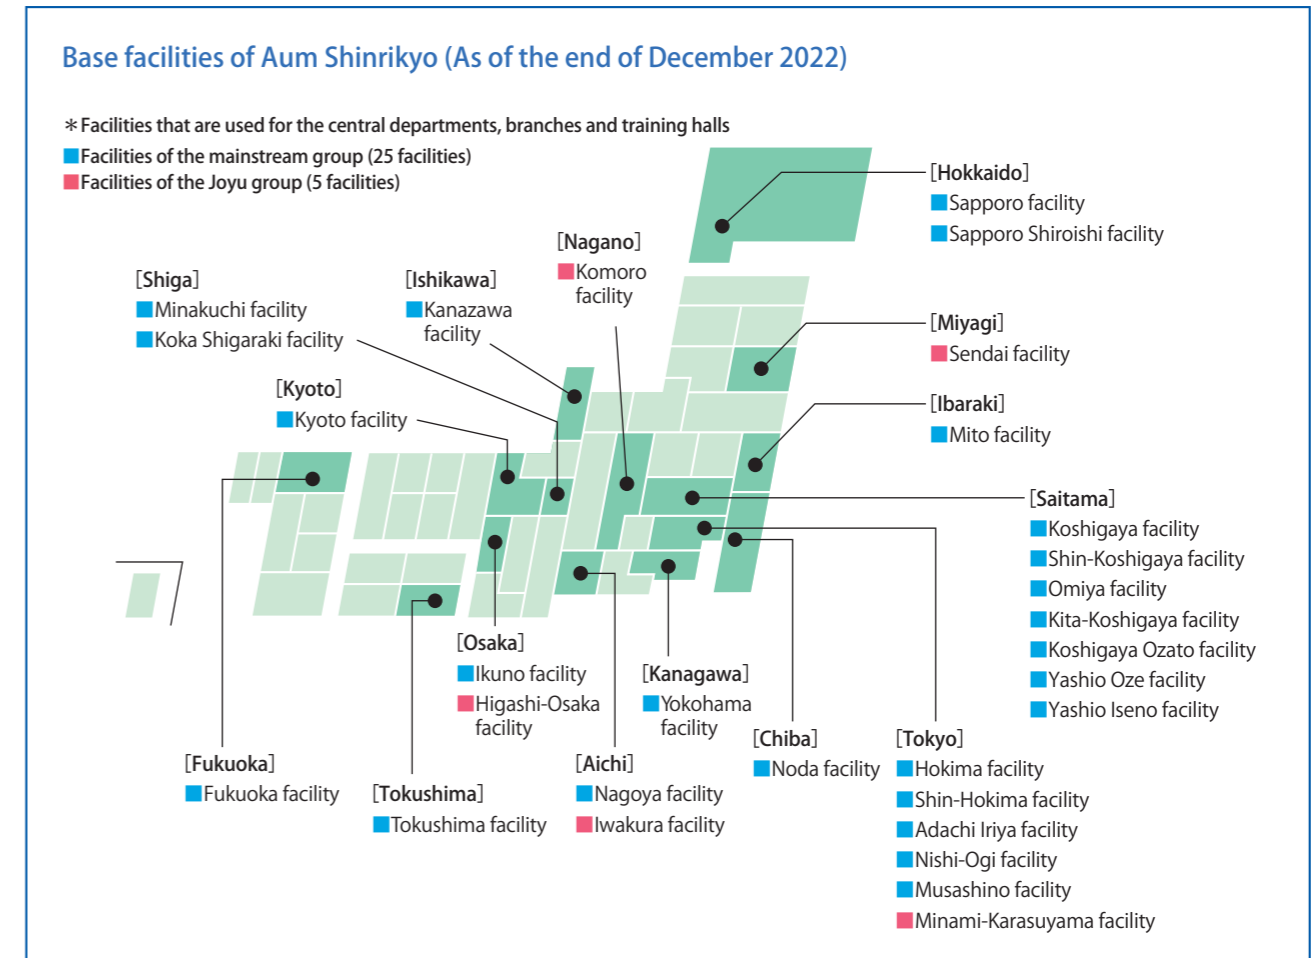 Base facilities of Aum Shinrikyo (As of the end of December 2022)
＊Facilities that are used for the central departments, branches and training halls
■Facilities of the mainstream group (25 facilities)
■Facilities of the Joyu group (5 facilities)
[Hokkaido]
■Sapporo facility
■Sapporo Shiroishi facility
[Nagano]
■Komoro
facility
[Shiga]
■Minakuchi facility
■Koka Shigaraki facility
[Ishikawa]
■Kanazawa
facility
[Miyagi]
■Sendai facility
[Kyoto]
■Kyoto facility
[Ibaraki]
■Mito facility
[Saitama]
■Koshigaya facility
■Shin-Koshigaya facility
■Omiya facility
■Kita-Koshigaya facility
■Koshigaya Ozato facility
■Yashio Oze facility
■Yashio Iseno facility
[Osaka]
■Ikuno facility
■Higashi-Osaka
facility
[Kanagawa]
■Yokohama
facility
[Fukuoka]
■Fukuoka facility
[Tokushima]
■Tokushima facility
[Aichi]
■Nagoya facility
■Iwakura facility
[Chiba]
■Noda facility
[Tokyo]
■Hokima facility
■Shin-Hokima facility
■Adachi Iriya facility
■Nishi-Ogi facility
■Musashino facility
■Minami-Karasuyama facility